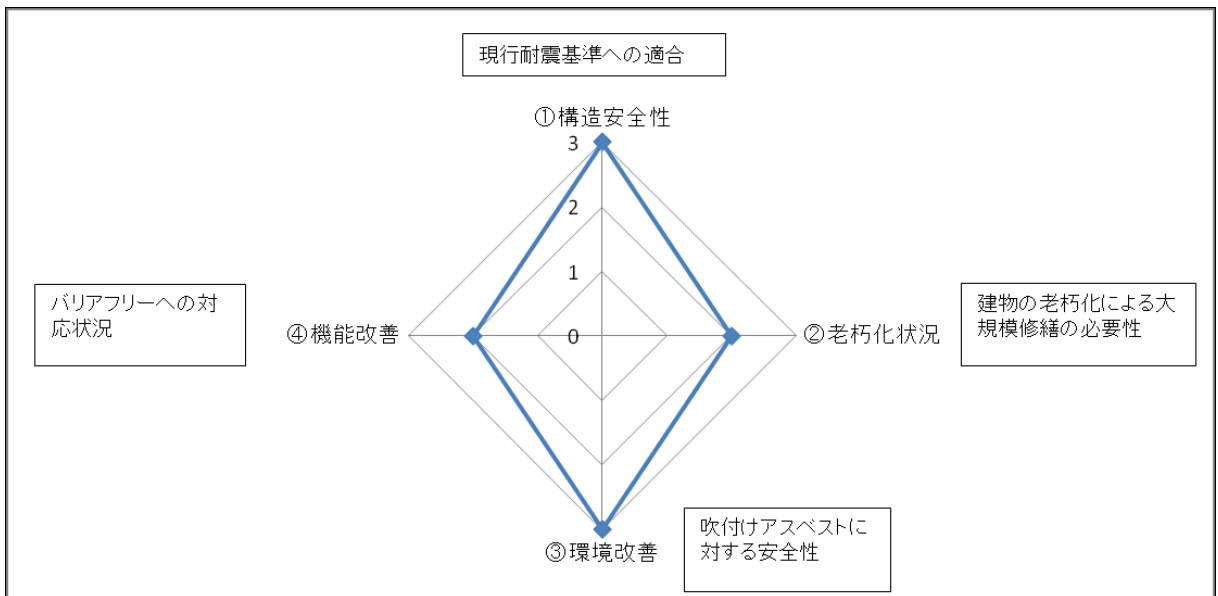 現行耐震基準への適合
①構造安全性
3
2
1
0
バリアフリーへの対
応状況
④機能改善
②老朽化状況
建物の老朽化による大
規模修繕の必要性
③環境改善
吹付けアスベストに
対する安全性